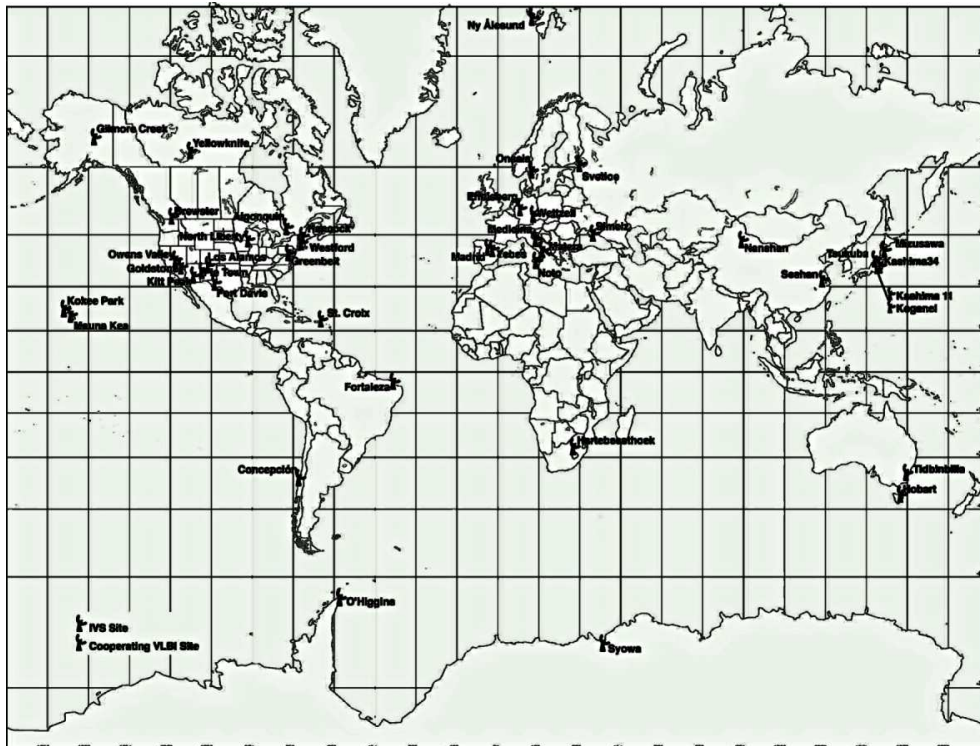 Ny Ålesund
Gilmore Creek
Yellowknife
Onsala
Svetloe
Effelsberg
Brewster
Algonquin
Hancock
Wettzell
Medicina
Simeiz
North Liberty
Westford
Matera
Nanshan
Mizusawa
Owens Valley
Los Alamos
Greenbelt
Madrid
Yebes
Tsukuba
Kashima34
Goldstone
Pie Town
Noto
Seshan
Kitt Peak
Fort Davis
Kashima 11
Kokee Park
Koganei
Mauna Kea
St. Croix
Fortaleza
Hartebeesthoek
Concepción
Tidbinbilla
Hobart
O'Higgins
IVS Site
Cooperating VLBI Site
Syowa